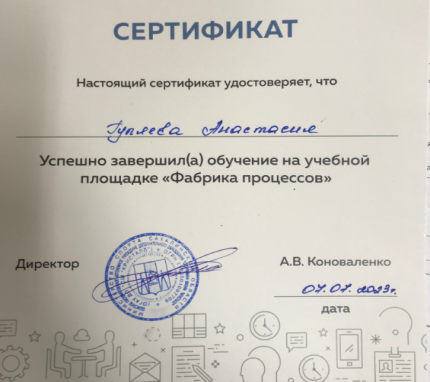 СЕРТИФИКАТ
Настоящий сертификат удостоверяет, что
Гуляева Анастасия
Успешно завершил(а) обучение на учебной
площадке «Фабрика процессов»
Директор
А.В. Коноваленко
07.07.2023г.
дата